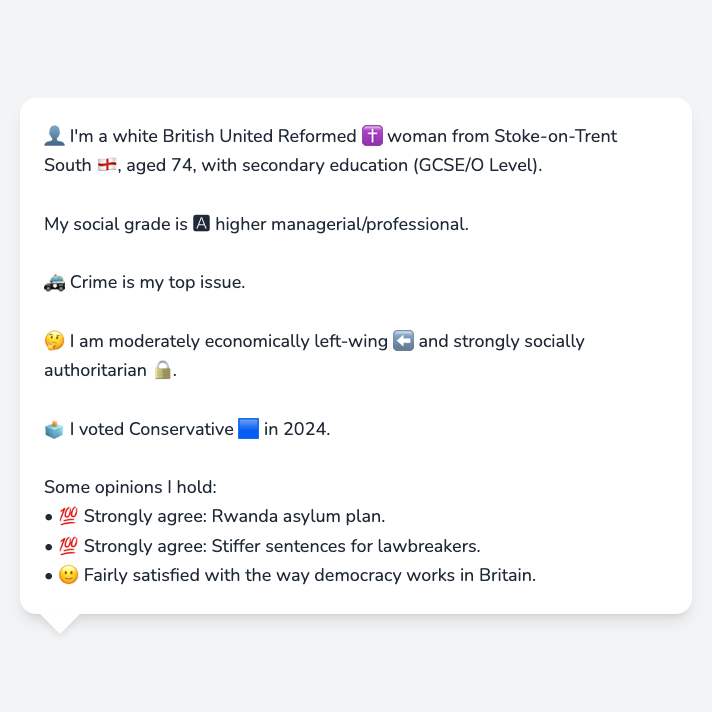 👤 I'm a white British United Reformed ✝️ woman from Stoke-on-Trent
South 🏴󠁧󠁢󠁥󠁮󠁧󠁿, aged 74, with secondary education (GCSE/O Level).
My social grade is 🅰 higher managerial/professional.
🚓 Crime is my top issue.
🤔 I am moderately economically left-wing ⬅️ and strongly socially
authoritarian 🔒.
🗳️ I voted Conservative 🟦 in 2024.
Some opinions I hold:
• 💯 Strongly agree: Rwanda asylum plan.
• 💯 Strongly agree: Stiffer sentences for lawbreakers.
• 🙂 Fairly satisfied with the way democracy works in Britain.